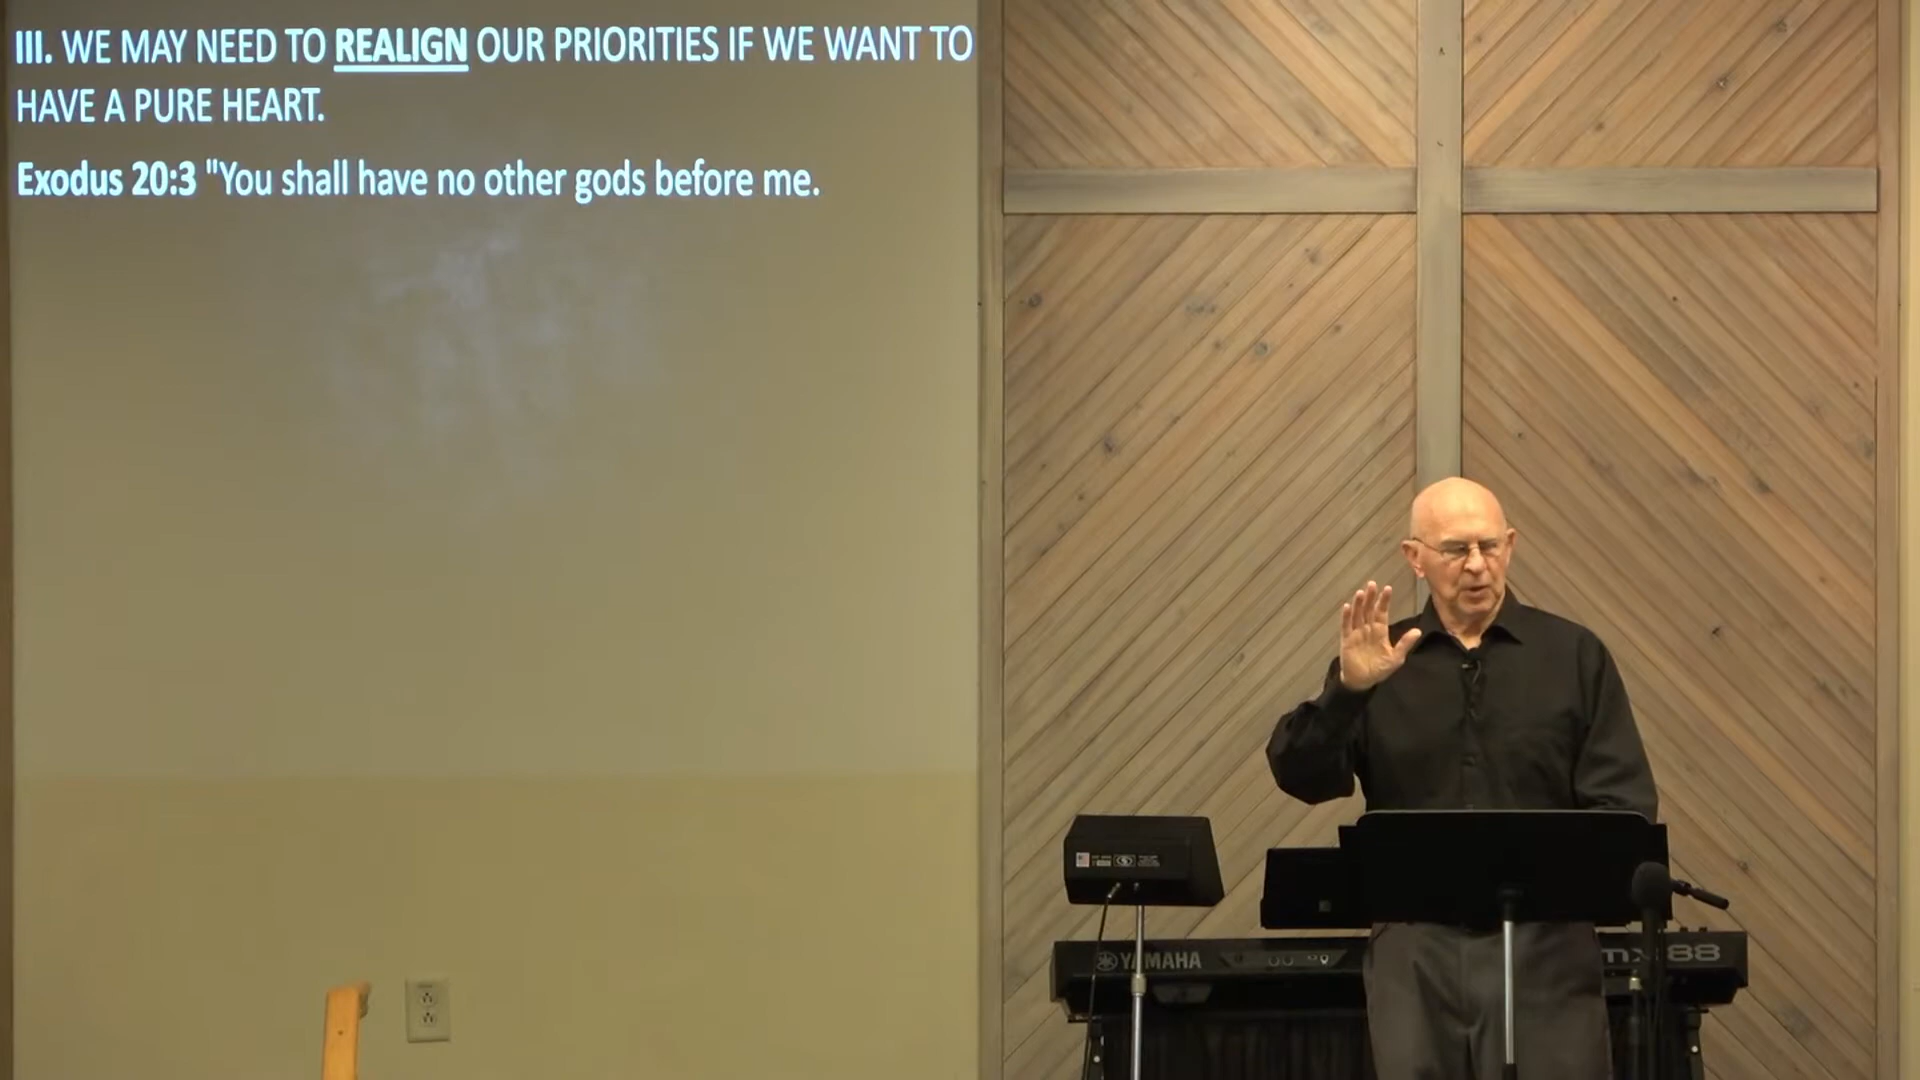 III. WE MAY NEED TO REALIGN OUR PRIORITIES IF WE WANT TO
HAVE A PURE HEART.
Exodus 20:3 "You shall have no other gods before me.
YAMAHA
mx 88